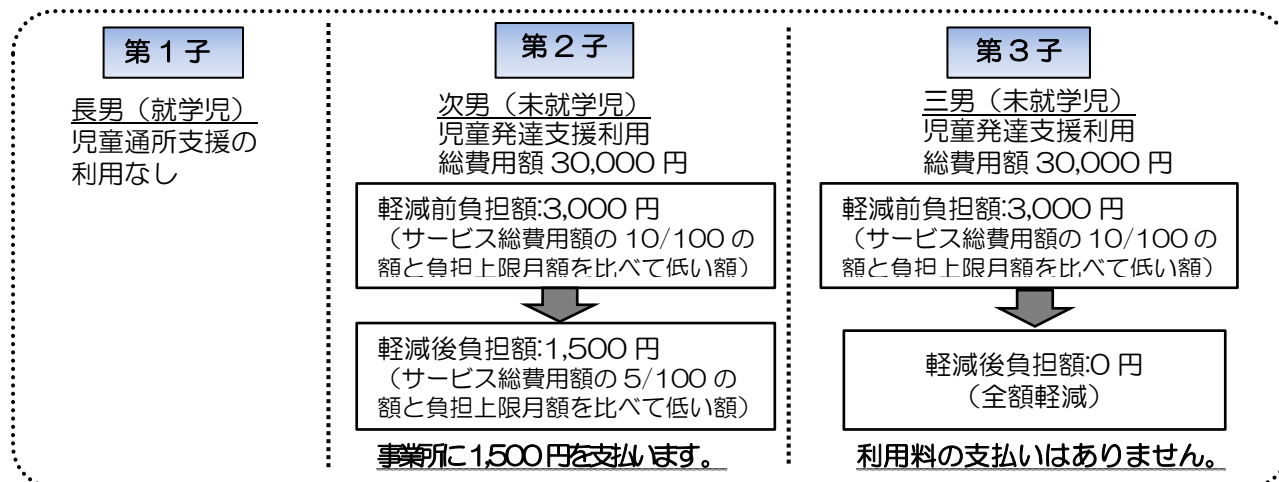 第1子
長男（就学児）
児童通所支援の
利用なし
第2子
次男（未就学児）
児童発達支援利用
総費用額 30,000 円
軽減前負担額:3,000 円
（サービス総費用額の 10/100 の
額と負担上限月額を比べて低い額）
軽減後負担額:1,500 円
（サービス総費用額の 5/100 の
額と負担上限月額を比べて低い額）
事業所に1,500円を支払います。
第3子
三男（未就学児）
児童発達支援利用
総費用額 30,000 円
軽減前負担額:3,000 円
（サービス総費用額の 10/100 の
額と負担上限月額を比べて低い額）
軽減後負担額:0 円
（全額軽減）
利用料の支払いはありません。